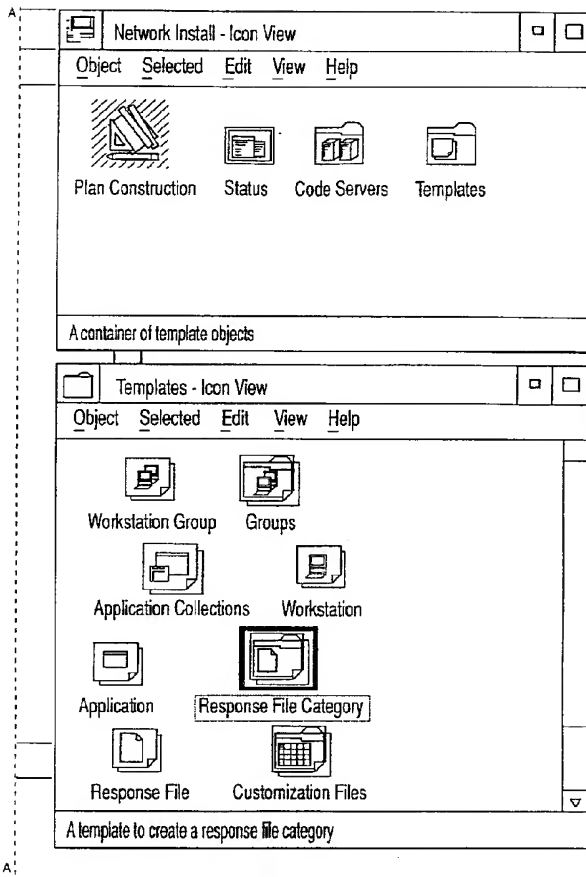 A
Network Install - Icon View
Object Selected Edit View Help
Plan Construction Status Code Servers Templates
A container of template objects
Templates - Icon View
Object Selected Edit View Help
Workstation Group Groups
Application Collections Workstation
Application Response File Category
Response File Customization Files
A template to create a response file category
A